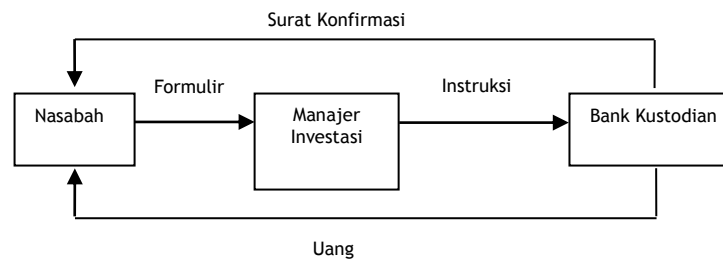 Surat Konfirmasi
Formulir
Instruksi
Nasabah
Manajer
Investasi
Bank Kustodian
Uang